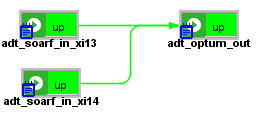 up
up
adt_soarf_in_xi13
adt_optum_out
up
adt_soarf_in_xi14